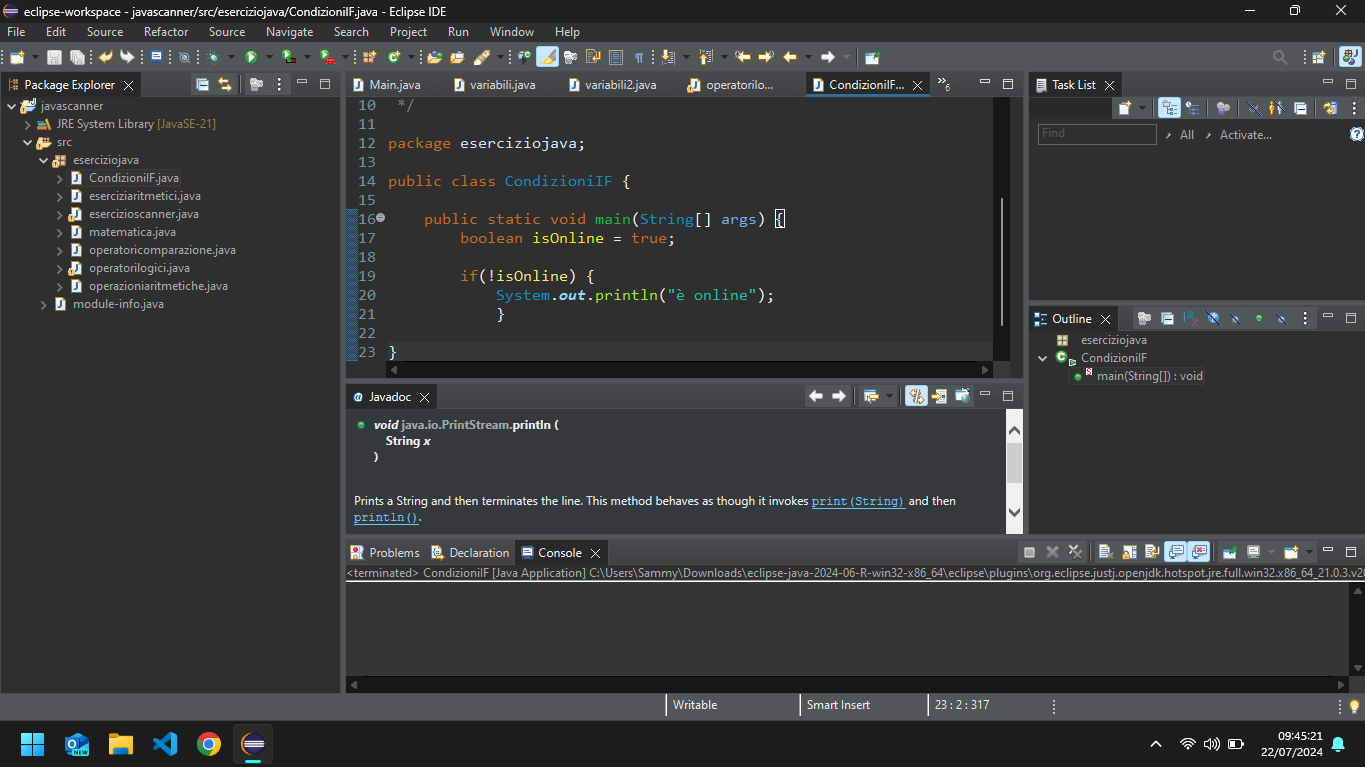 eclipse-workspace - javascanner/src/eserciziojava/CondizioniIF.java - Eclipse IDE
File Edit Source Refactor Source Navigate Search Project Run Window Help
Package Explorer
javascanner
JRE System Library [JavaSE-21]
src
eserciziojava
CondizioniIF.java
eserciziaritmetici.java
esercizioscanner.java
matematica.java
operatoricomparazione.java
operatorilogici.java
operazioniaritmetiche.java
module-info.java
Main.java variabili.java variabili2.java operatorilo... CondizioniIF... »6
10 */
11
12 package eserciziojava;
13
14 public class CondizioniIF {
15
16 public static void main(String[] args) {
17 boolean isOnline = true;
18
19 if(!isOnline) {
20 System.out.println("è online");
21 }
22
23 }
Javadoc
void java.io.PrintStream.println (
String x
)
Prints a String and then terminates the line. This method behaves as though it invokes print(String) and then
println().
Problems Declaration Console
<terminated> CondizioniIF [Java Application] C:\Users\Sammy\Downloads\eclipse-java-2024-06-R-win32-x86_64\eclipse\plugins\org.eclipse.justj.openjdk.hotspot.jre.full.win32.x86_64_21.0.3.v20
Task List
Find All Activate...
Outline
eserciziojava
CondizioniIF
main(String[]) : void
Writable Smart Insert 23 : 2 : 317
NEW
09:45:21
22/07/2024